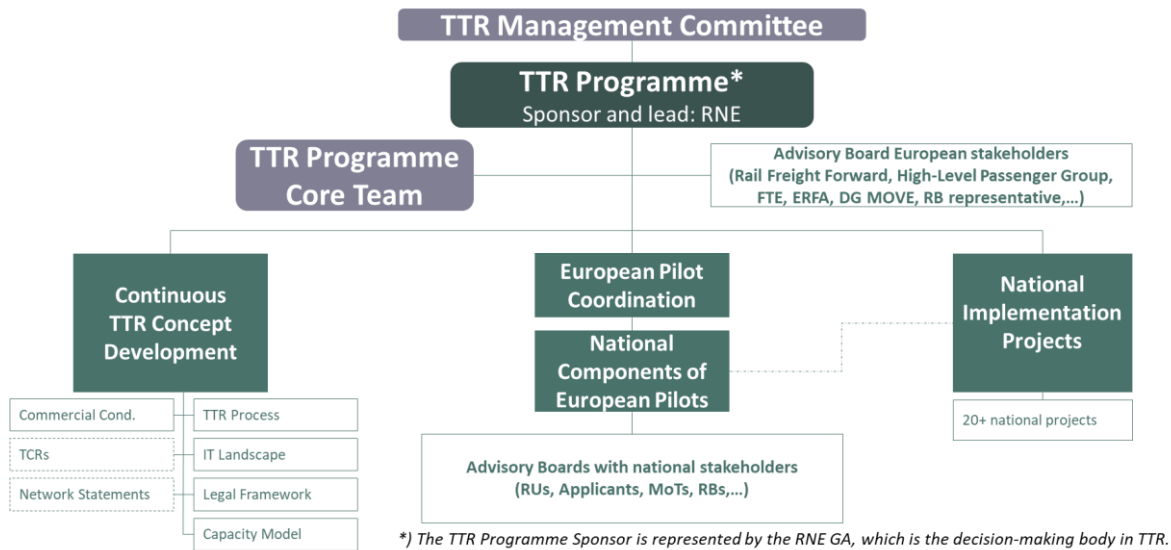 TTR Management Committee
TTR Programme*
Sponsor and lead: RNE
TTR Programme
Core Team
Advisory Board European stakeholders
(Rail Freight Forward, High-Level Passenger Group,
FTE, ERFA, DG MOVE, RB representative,...)
Continuous
TTR Concept
Development
Commercial Cond.
TTR Process
TCRs
IT Landscape
Network Statements
Legal Framework
Capacity Model
European Pilot
Coordination
National
Components of
European Pilots
Advisory Boards with national stakeholders
(RUs, Applicants, MoTs, RBs,...)
National
Implementation
Projects
20+ national projects
*) The TTR Programme Sponsor is represented by the RNE GA, which is the decision-making body in TTR.